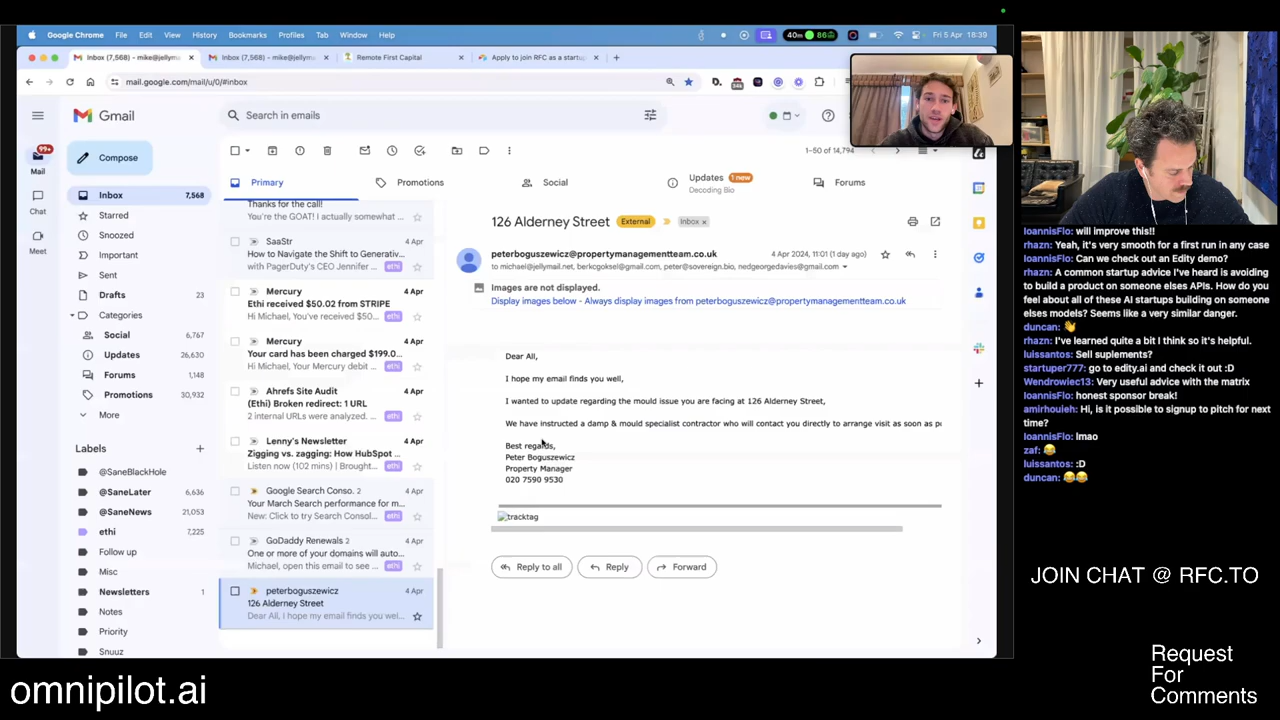 Google Chrome File Edit View History Bookmarks Profiles Tab Window Help
40m 86
Fri 5 Apr 18:39
Inbox (7,568) - mike@jellyma
Inbox (7,568) - mike@jellyma
Remote First Capital
Apply to join RFC as a startu
mail.google.com/mail/u/0/#inbox
Gmail
Search in emails
99+
Mail
Chat
Meet
Compose
Inbox 7,568
Starred
Snoozed
Important
Sent
Drafts 23
Categories
Social 6,767
Updates 26,630
Forums 1,148
Promotions 30,932
More
Labels
@SaneBlackHole
@SaneLater 6,636
@SaneNews 21,053
ethi 7,225
Follow up
Misc
Newsletters 1
Notes
Priority
Snuuz
1-50 of 14,794
Primary
Promotions
Social
Updates 1 new
Decoding Bio
Forums
Thanks for the call!
You're the GOAT! I actually somewhat ...
SaaStr 4 Apr
How to Navigate the Shift to Generativ...
with PagerDuty's CEO Jennifer ... ethi
Mercury 4 Apr
Ethi received $50.02 from STRIPE
Hi Michael, You've received $50... ethi
Mercury 4 Apr
Your card has been charged $199.0...
Hi Michael, Your Mercury debit ... ethi
Ahrefs Site Audit 4 Apr
(Ethi) Broken redirect: 1 URL
2 internal URLs were analyzed. ... ethi
Lenny's Newsletter 4 Apr
Zigging vs. zagging: How HubSpot ...
Listen now (102 mins) | Brought... ethi
Google Search Conso. 2 4 Apr
Your March Search performance for m...
New: Click to try Search Consol... ethi
GoDaddy Renewals 2 4 Apr
One or more of your domains will auto...
Michael, open this email to see ... ethi
peterboguszewicz 4 Apr
126 Alderney Street
Dear All, I hope my email finds you wel...
126 Alderney Street External Inbox x
peterboguszewicz@propertymanagementteam.co.uk 4 Apr 2024, 11:01 (1 day ago)
to michael@jellymail.net, berkcgoksel@gmail.com, peter@sovereign.bio, nedgeorgedavies@gmail.com
Images are not displayed.
Display images below - Always display images from peterboguszewicz@propertymanagementteam.co.uk
Dear All,
I hope my email finds you well,
I wanted to update regarding the mould issue you are facing at 126 Alderney Street,
We have instructed a damp & mould specialist contractor who will contact you directly to arrange visit as soon as po
Best regards,
Peter Boguszewicz
Property Manager
020 7590 9530
tracktag
Reply to all
Reply
Forward
IoannisFlo: will improve this!!
rhazn: Yeah, it's very smooth for a first run in any case
IoannisFlo: Can we check out an Edity demo?
rhazn: A common startup advice I've heard is avoiding
to build a product on someone elses APIs. How do you
feel about all of these AI startups building on someone
elses models? Seems like a very similar danger.
duncan: 👋
rhazn: I've learned quite a bit I think so it's helpful.
luissantos: Sell suplements?
startuper777: go to edity.ai and check it out :D
Wendrowiec13: Very useful advice with the matrix
IoannisFlo: honest sponsor break!
amirhouieh: Hi, is it possible to signup to pitch for next
time?
IoannisFlo: lmao
zaf: 😂
luissantos: :D
duncan: 😂😂
JOIN CHAT @ RFC.TO
Request
For
Comments
omnipilot.ai